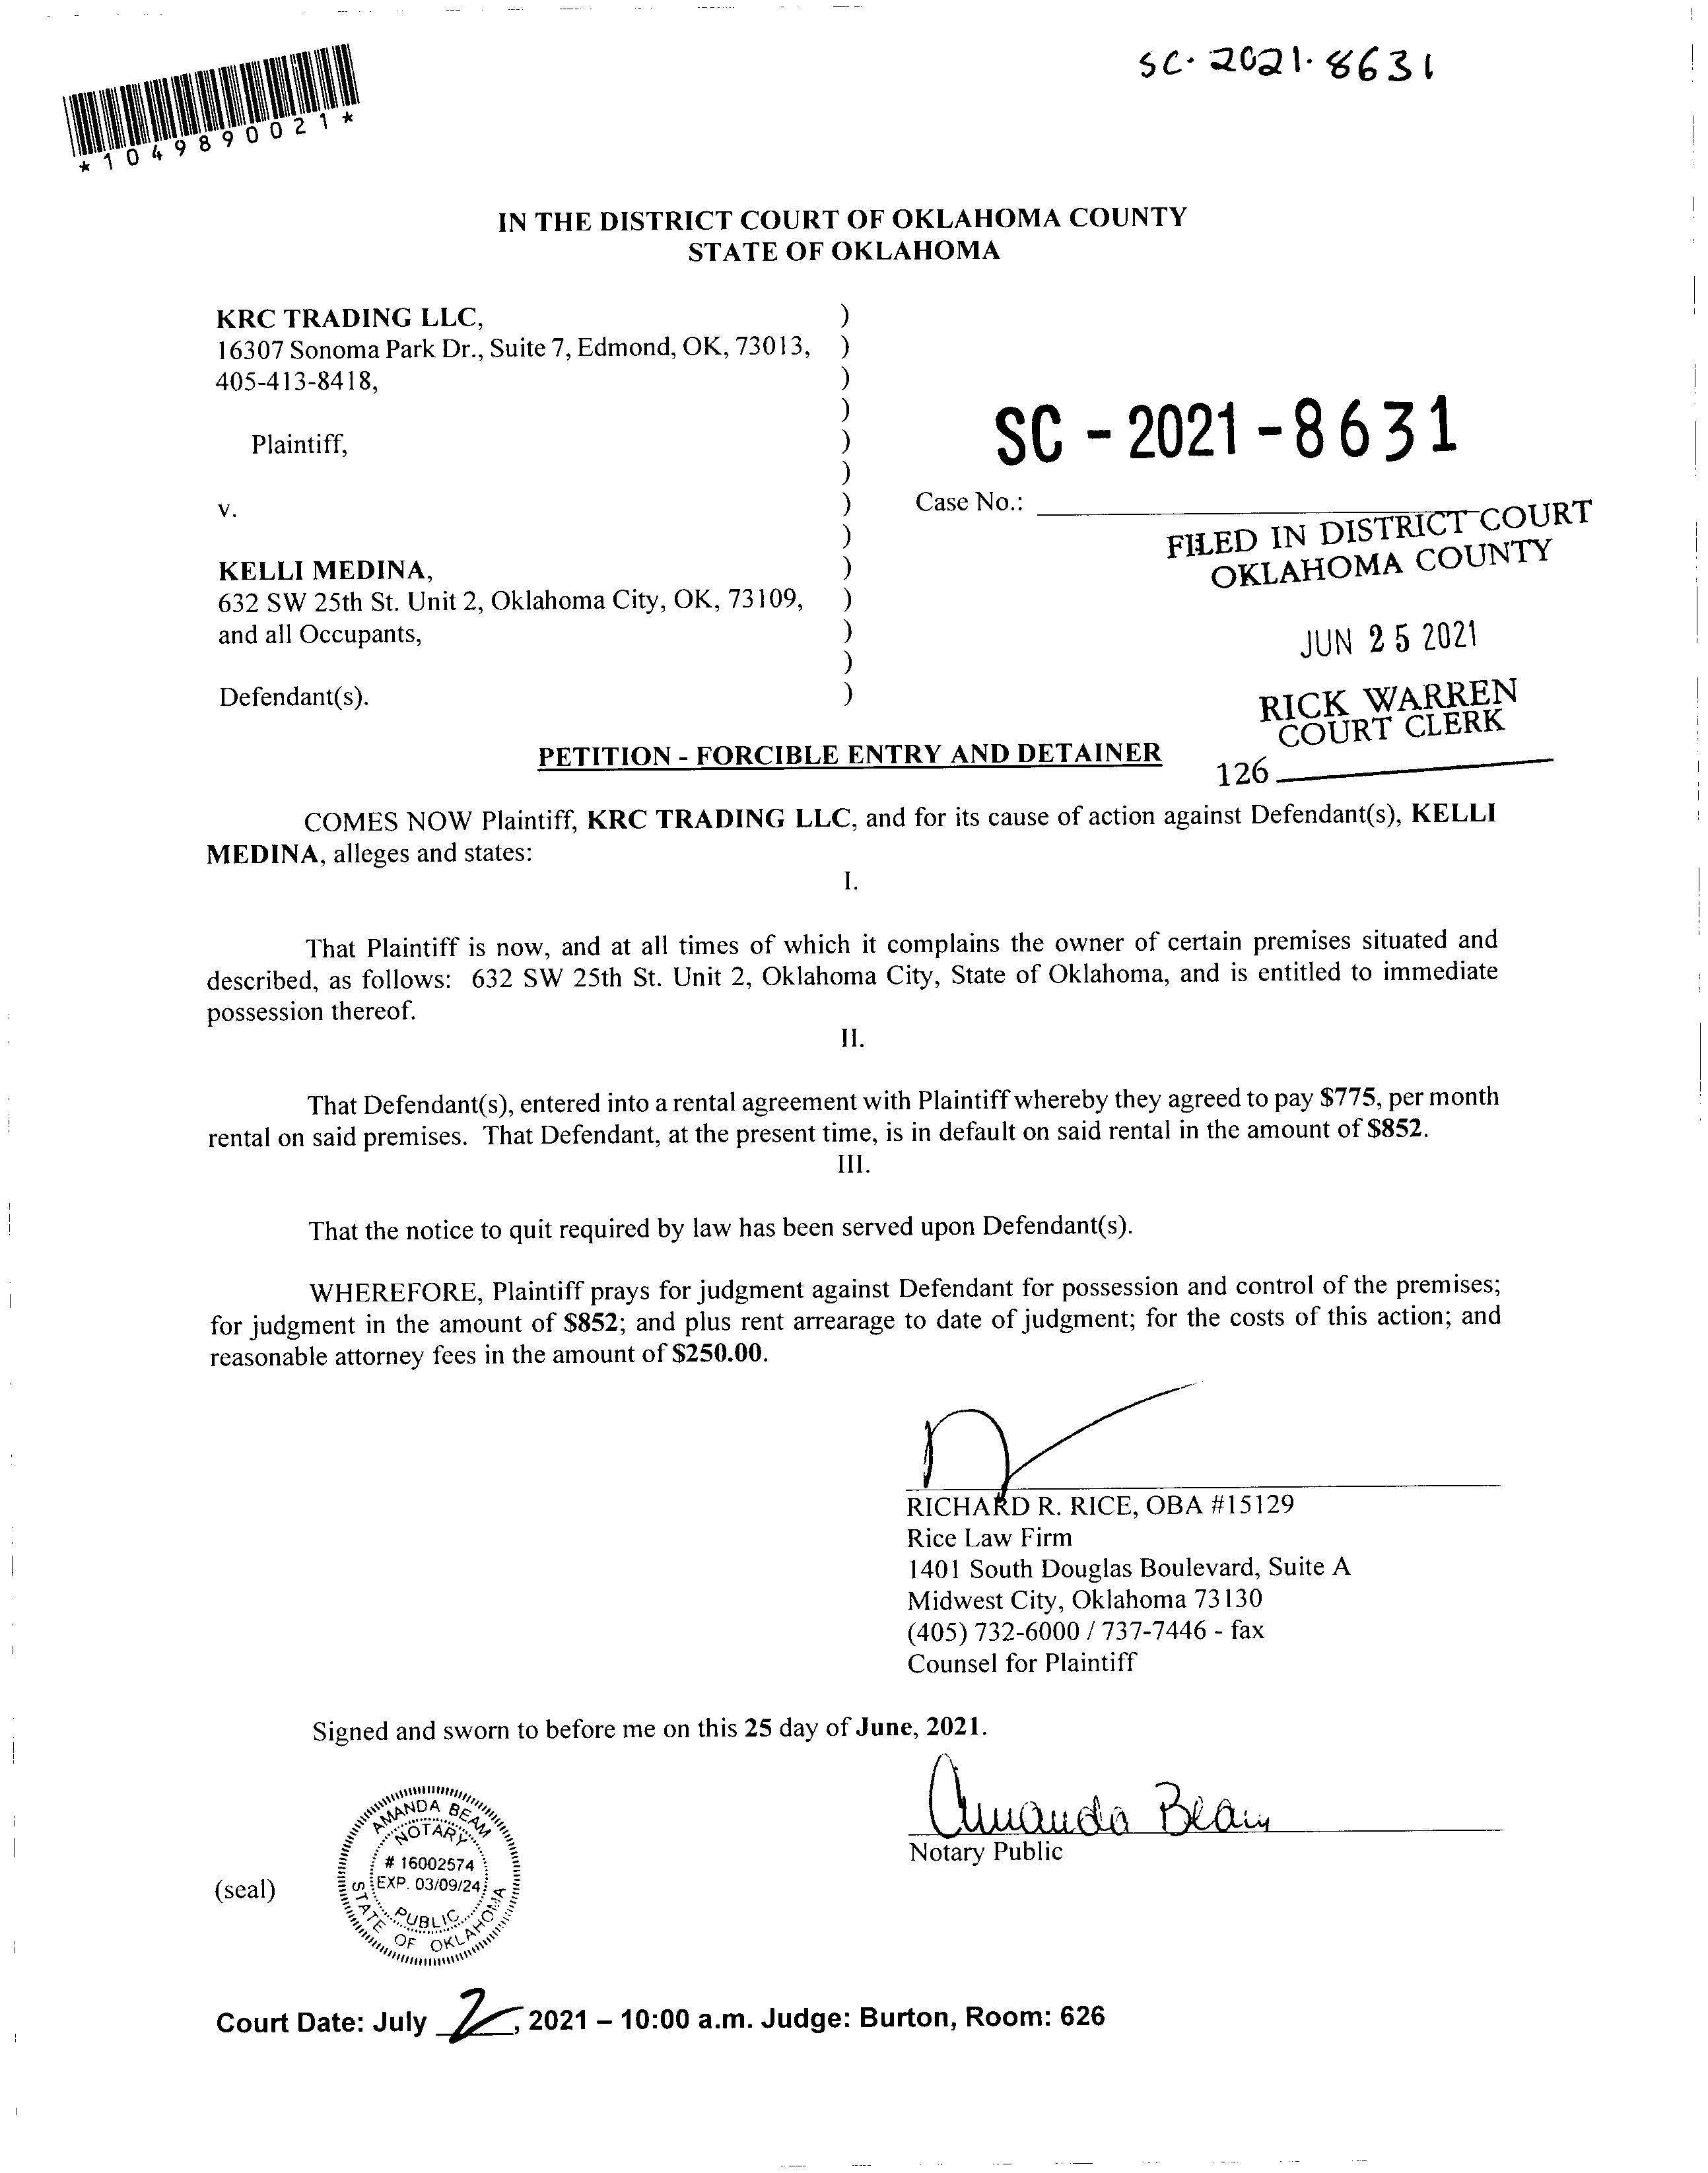 SC. 2021. 8631
*1049890021*
IN THE DISTRICT COURT OF OKLAHOMA COUNTY
STATE OF OKLAHOMA
KRC TRADING LLC, )
16307 Sonoma Park Dr., Suite 7, Edmond, OK, 73013, )
405-413-8418, )
)
Plaintiff, )
)
v. )
)
KELLI MEDINA, )
632 SW 25th St. Unit 2, Oklahoma City, OK, 73109, )
and all Occupants, )
)
Defendant(s). )
SC - 2021 - 8631
Case No.:
FILED IN DISTRICT COURT
OKLAHOMA COUNTY
JUN 25 2021
RICK WARREN
COURT CLERK
126
PETITION - FORCIBLE ENTRY AND DETAINER
COMES NOW Plaintiff, KRC TRADING LLC, and for its cause of action against Defendant(s), KELLI
MEDINA, alleges and states:
I.
That Plaintiff is now, and at all times of which it complains the owner of certain premises situated and
described, as follows: 632 SW 25th St. Unit 2, Oklahoma City, State of Oklahoma, and is entitled to immediate
possession thereof.
II.
That Defendant(s), entered into a rental agreement with Plaintiff whereby they agreed to pay $775, per month
rental on said premises. That Defendant, at the present time, is in default on said rental in the amount of $852.
III.
That the notice to quit required by law has been served upon Defendant(s).
WHEREFORE, Plaintiff prays for judgment against Defendant for possession and control of the premises;
for judgment in the amount of $852; and plus rent arrearage to date of judgment; for the costs of this action; and
reasonable attorney fees in the amount of $250.00.
RICHARD R. RICE, OBA #15129
Rice Law Firm
1401 South Douglas Boulevard, Suite A
Midwest City, Oklahoma 73130
(405) 732-6000 / 737-7446 - fax
Counsel for Plaintiff
Signed and sworn to before me on this 25 day of June, 2021.
Amanda Beam
Notary Public
(seal)
AMANDA BEAM
NOTARY
# 16002574
EXP. 03/09/24
PUBLIC
STATE OF OKLAHOMA
Court Date: July 2, 2021 – 10:00 a.m. Judge: Burton, Room: 626